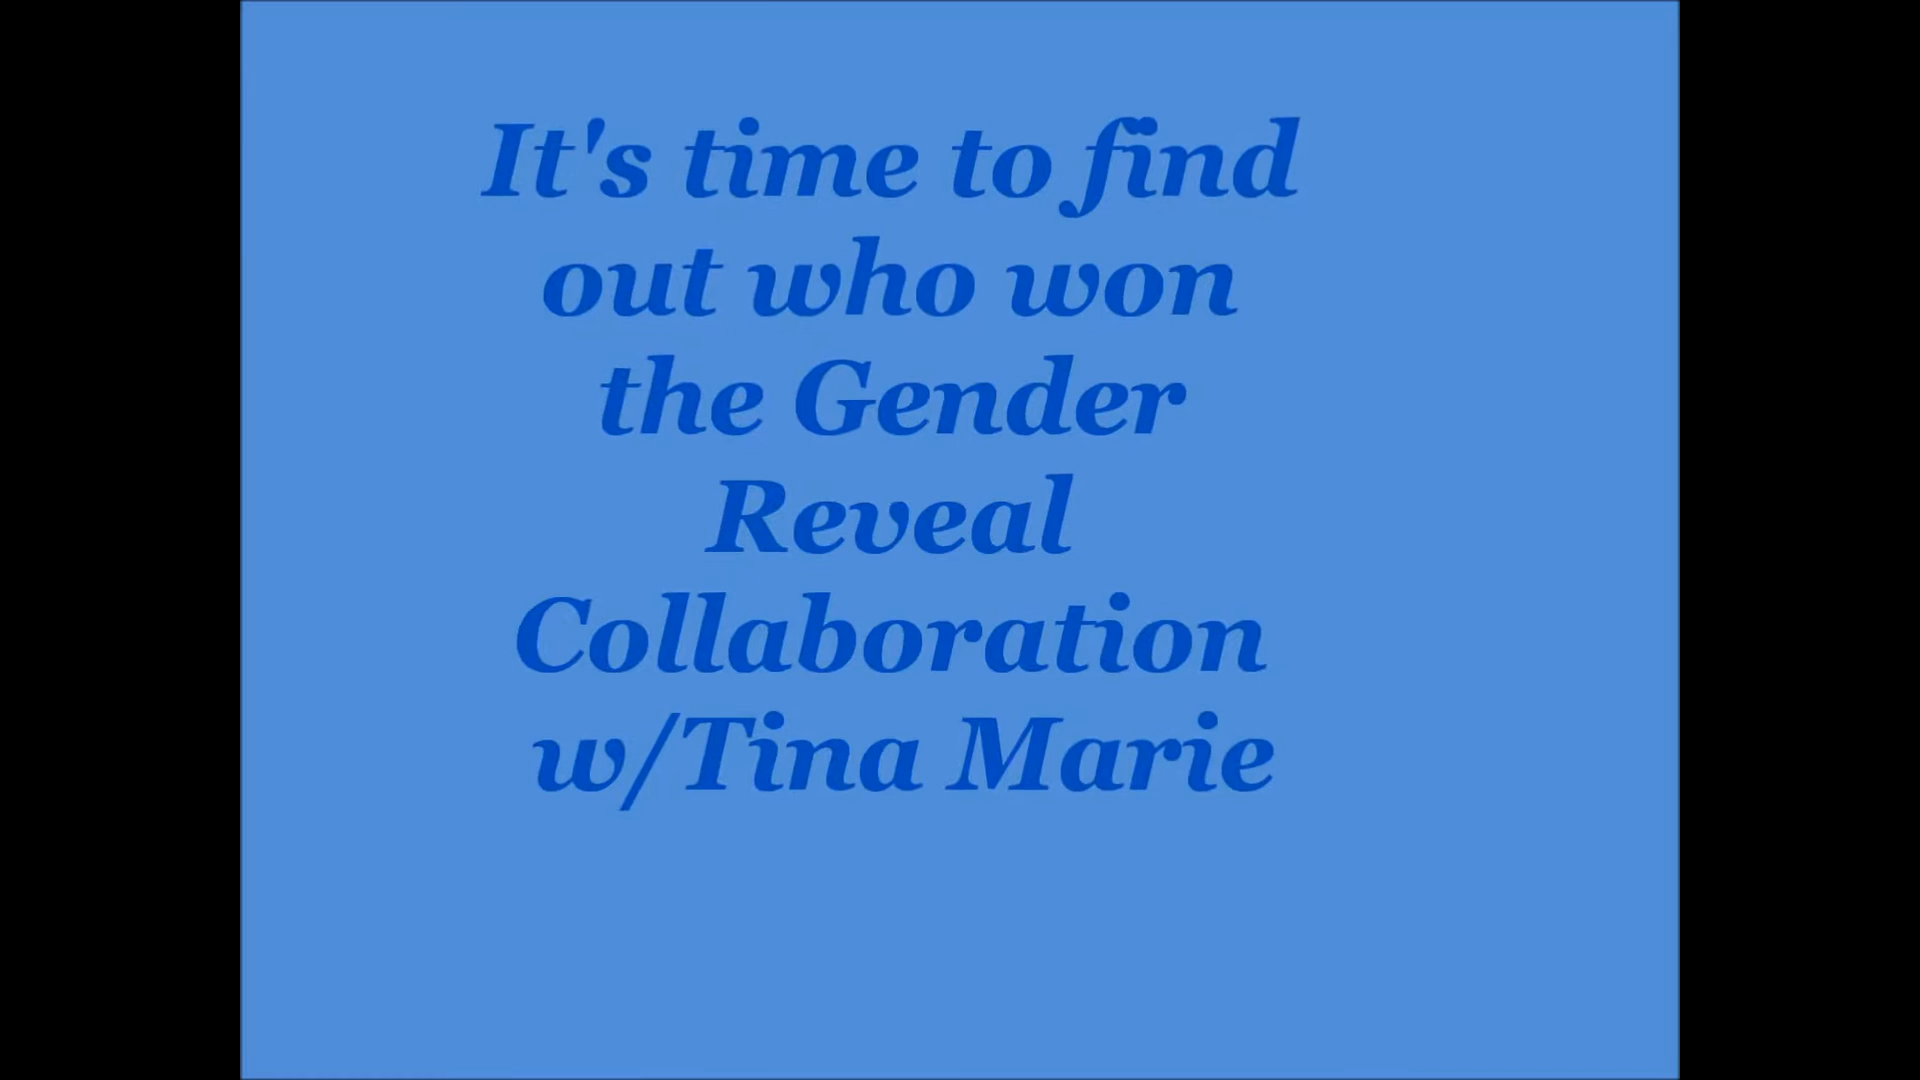 It's time to find
out who won
the Gender
Reveal
Collaboration
w/Tina Marie